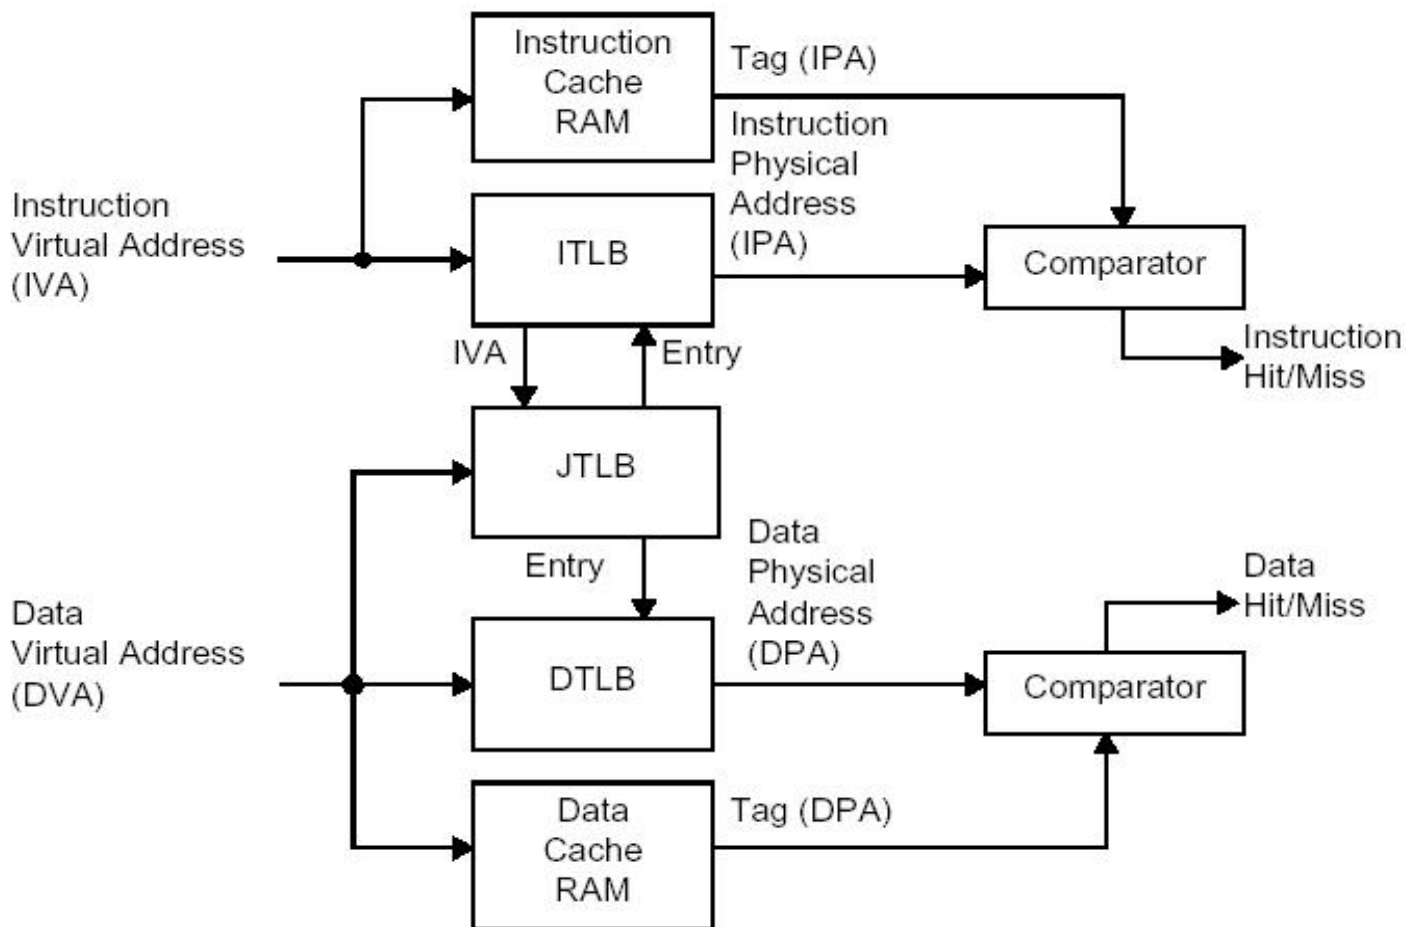 Instruction
Cache
RAM
Tag (IPA)
Instruction
Physical
Address
(IPA)
Instruction
Virtual Address
(IVA)
ITLB
Comparator
Instruction
Hit/Miss
IVA
Entry
JTLB
Entry
Data
Physical
Address
(DPA)
Data
Hit/Miss
Data
Virtual Address
(DVA)
DTLB
Comparator
Data
Cache
RAM
Tag (DPA)